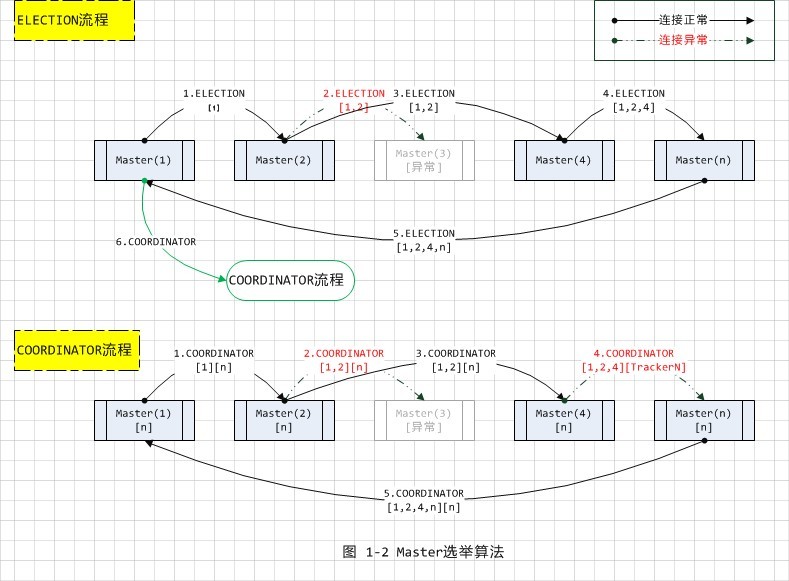 ELECTION流程
连接正常
连接异常
1.ELECTION
[1]
2.ELECTION
[1,2]
3.ELECTION
[1,2]
4.ELECTION
[1,2,4]
Master(1)
Master(2)
Master(3)
[异常]
Master(4)
Master(n)
5.ELECTION
[1,2,4,n]
6.COORDINATOR
COORDINATOR流程
COORDINATOR流程
1.COORDINATOR
[1][n]
2.COORDINATOR
[1,2][n]
3.COORDINATOR
[1,2][n]
4.COORDINATOR
[1,2,4][TrackerN]
Master(1)
[n]
Master(2)
[n]
Master(3)
[异常]
Master(4)
[n]
Master(n)
[n]
5.COORDINATOR
[1,2,4,n][n]
图 1-2 Master选举算法